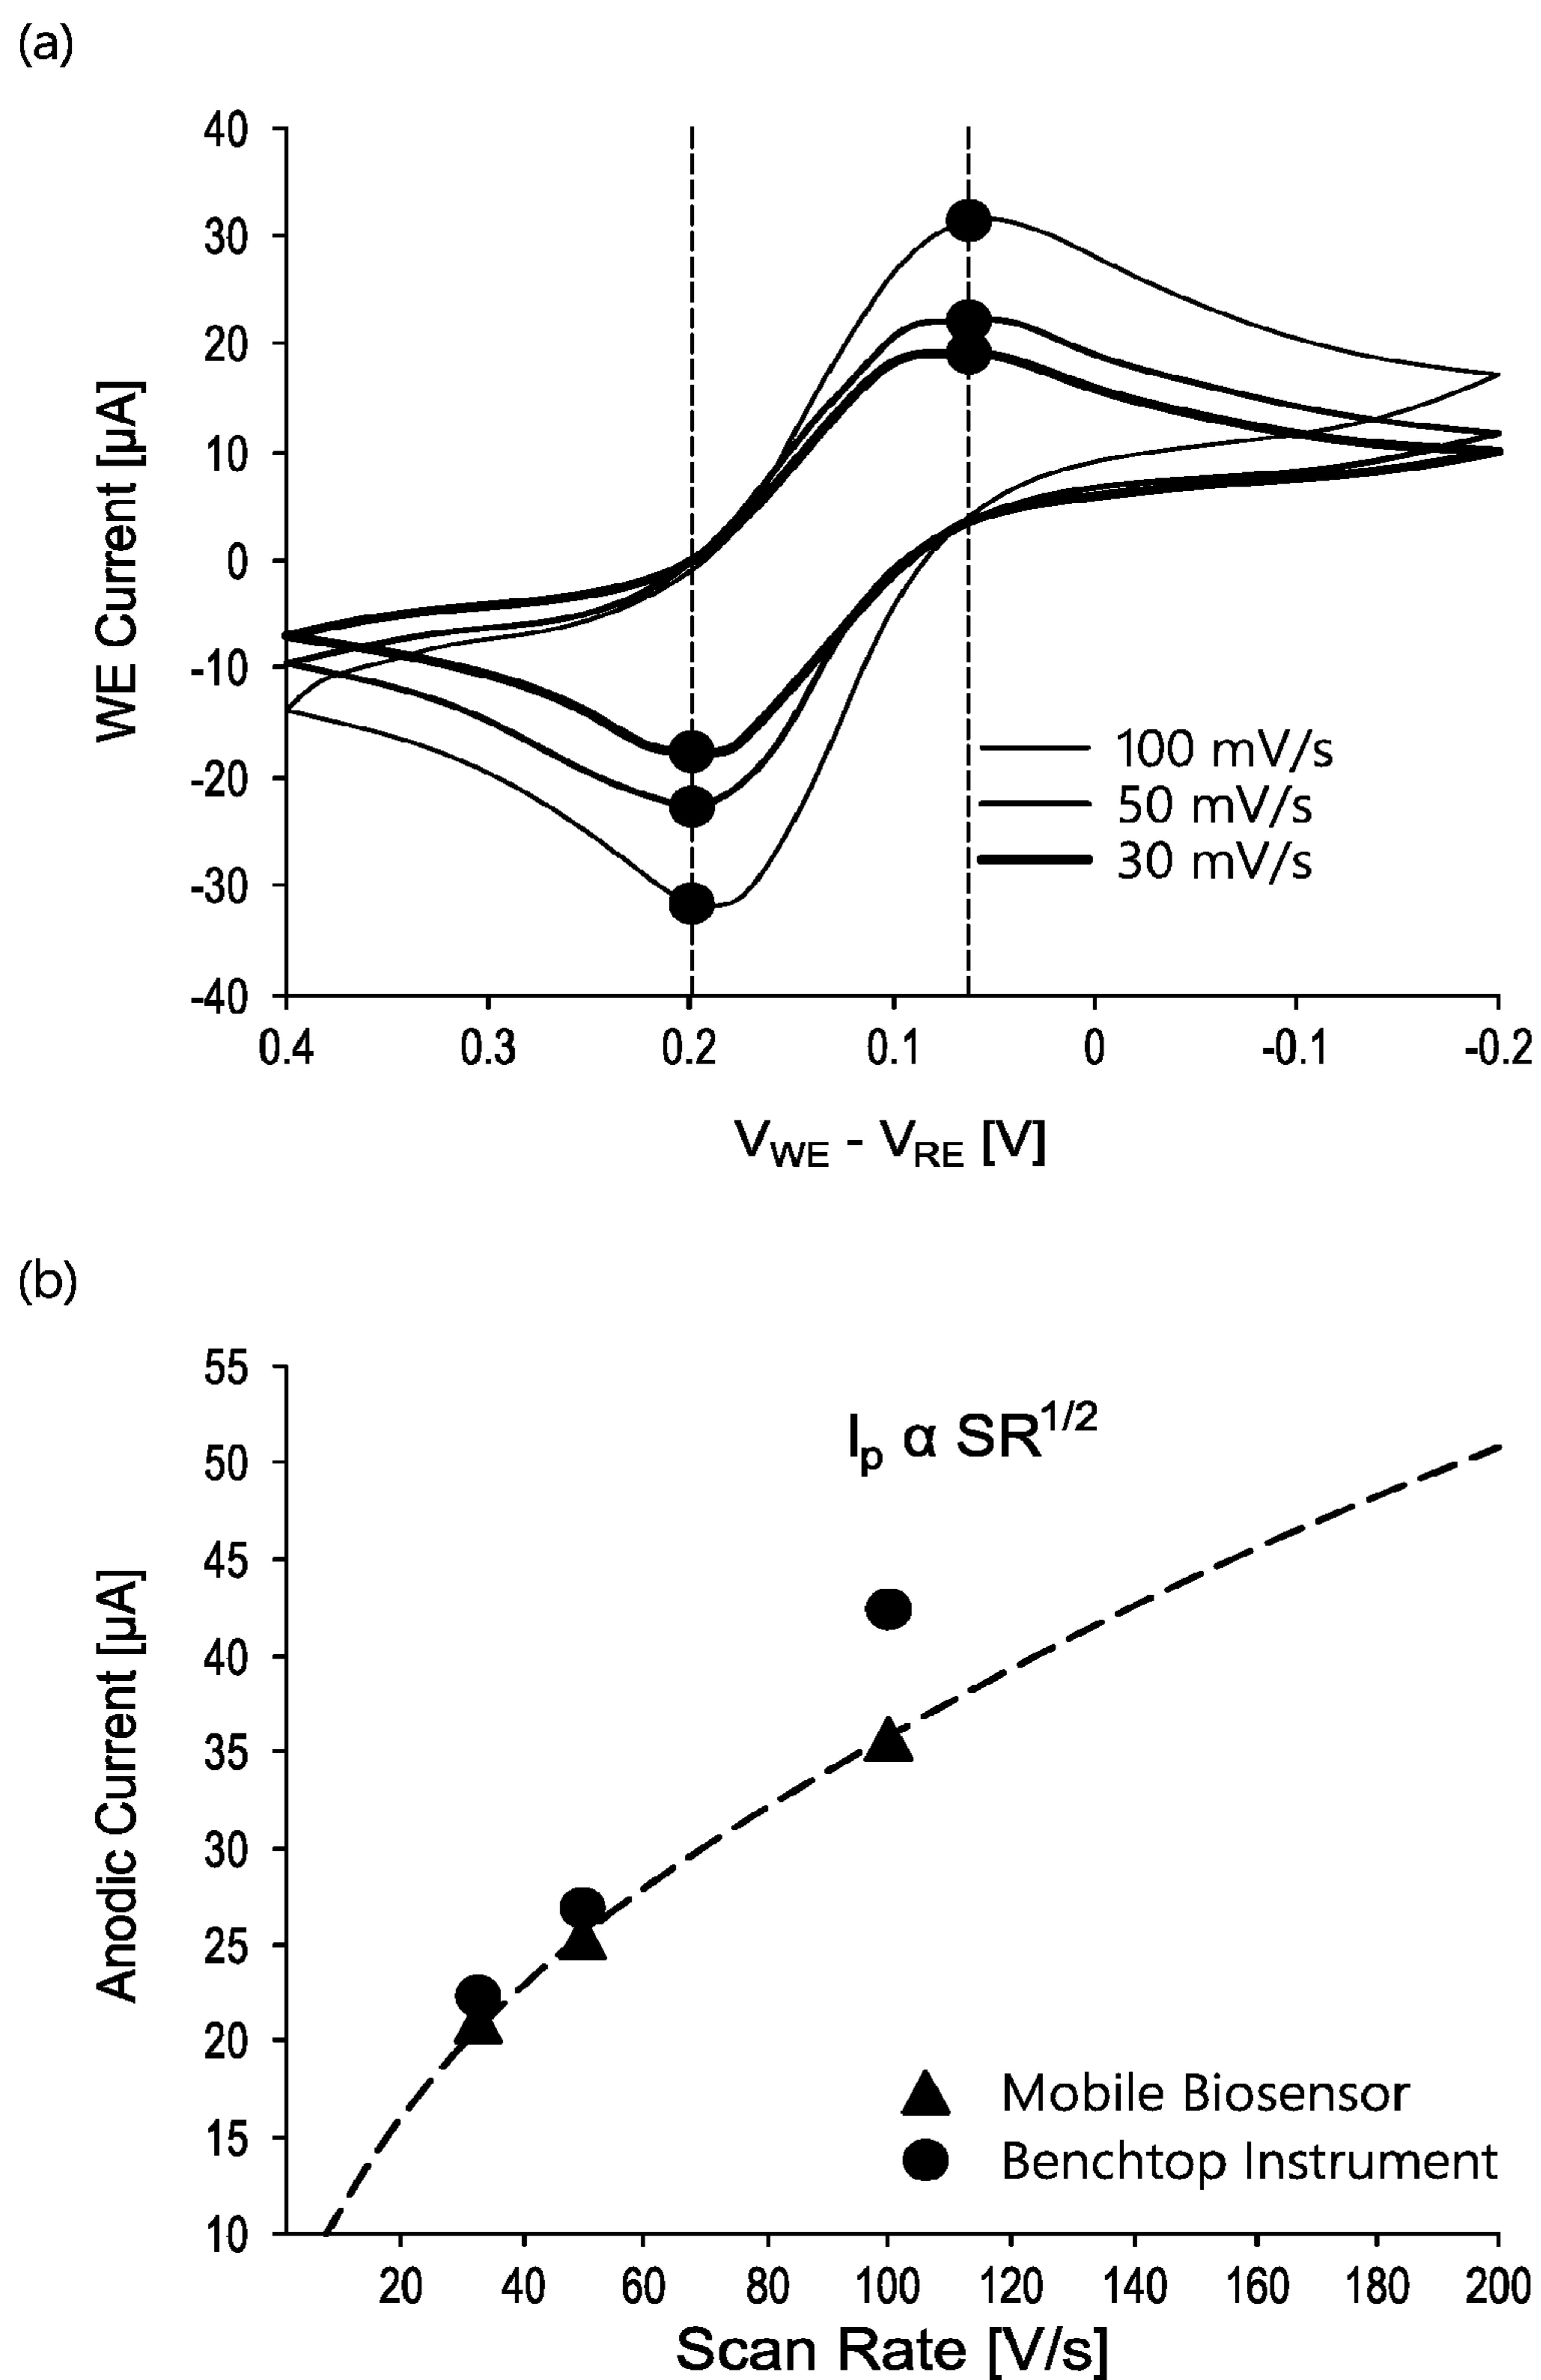 (a)
40
30
20
10
0
-10
-20
-30
-40
WE Current [µA]
100 mV/s
50 mV/s
30 mV/s
0.4 0.3 0.2 0.1 0 -0.1 -0.2
VWE - VRE [V]
(b)
55
50
45
40
35
30
25
20
15
10
Anodic Current [µA]
Ip α SR1/2
Mobile Biosensor
Benchtop Instrument
20 40 60 80 100 120 140 160 180 200
Scan Rate [V/s]